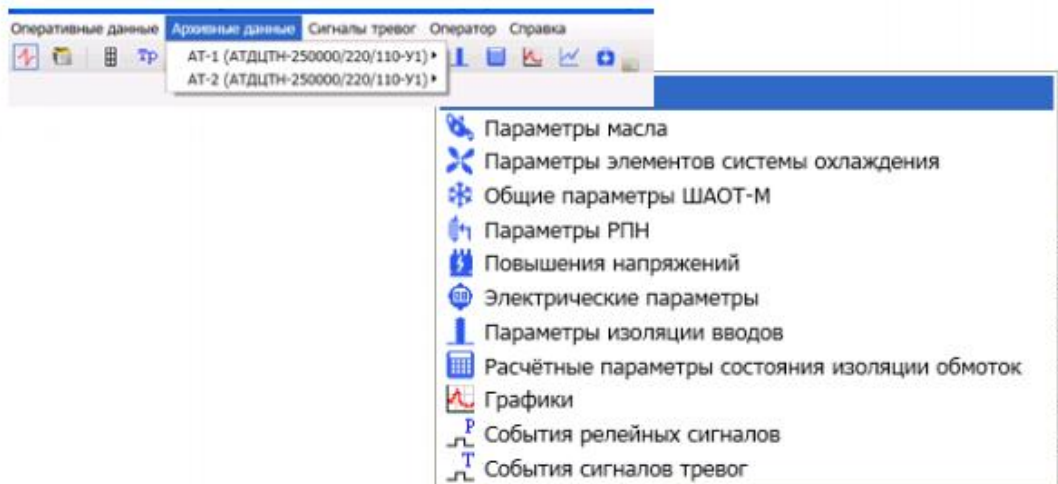 Оперативные данные Архивные данные Сигналы тревог Оператор Справка
Тр
АТ-1 (АТДЦТН-250000/220/110-У1)
АТ-2 (АТДЦТН-250000/220/110-У1)
Параметры масла
Параметры элементов системы охлаждения
Общие параметры ШАОТ-М
Параметры РПН
Повышения напряжений
Электрические параметры
Параметры изоляции вводов
Расчётные параметры состояния изоляции обмоток
Графики
Р События релейных сигналов
Т События сигналов тревог